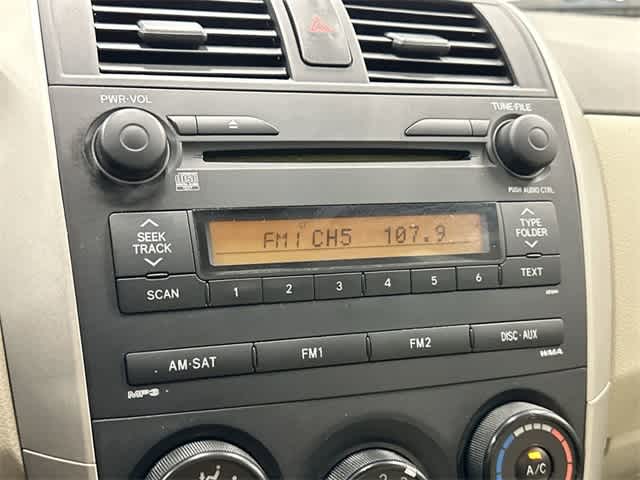 PWR·VOL
TUNE·FILE
PUSH AUDIO CTRL
SEEK
TRACK
FM1 CH5 107.9
TYPE
FOLDER
SCAN
1 2 3 4 5 6
TEXT
AM·SAT
FM1
FM2
DISC·AUX
MP3
WMA
A/C